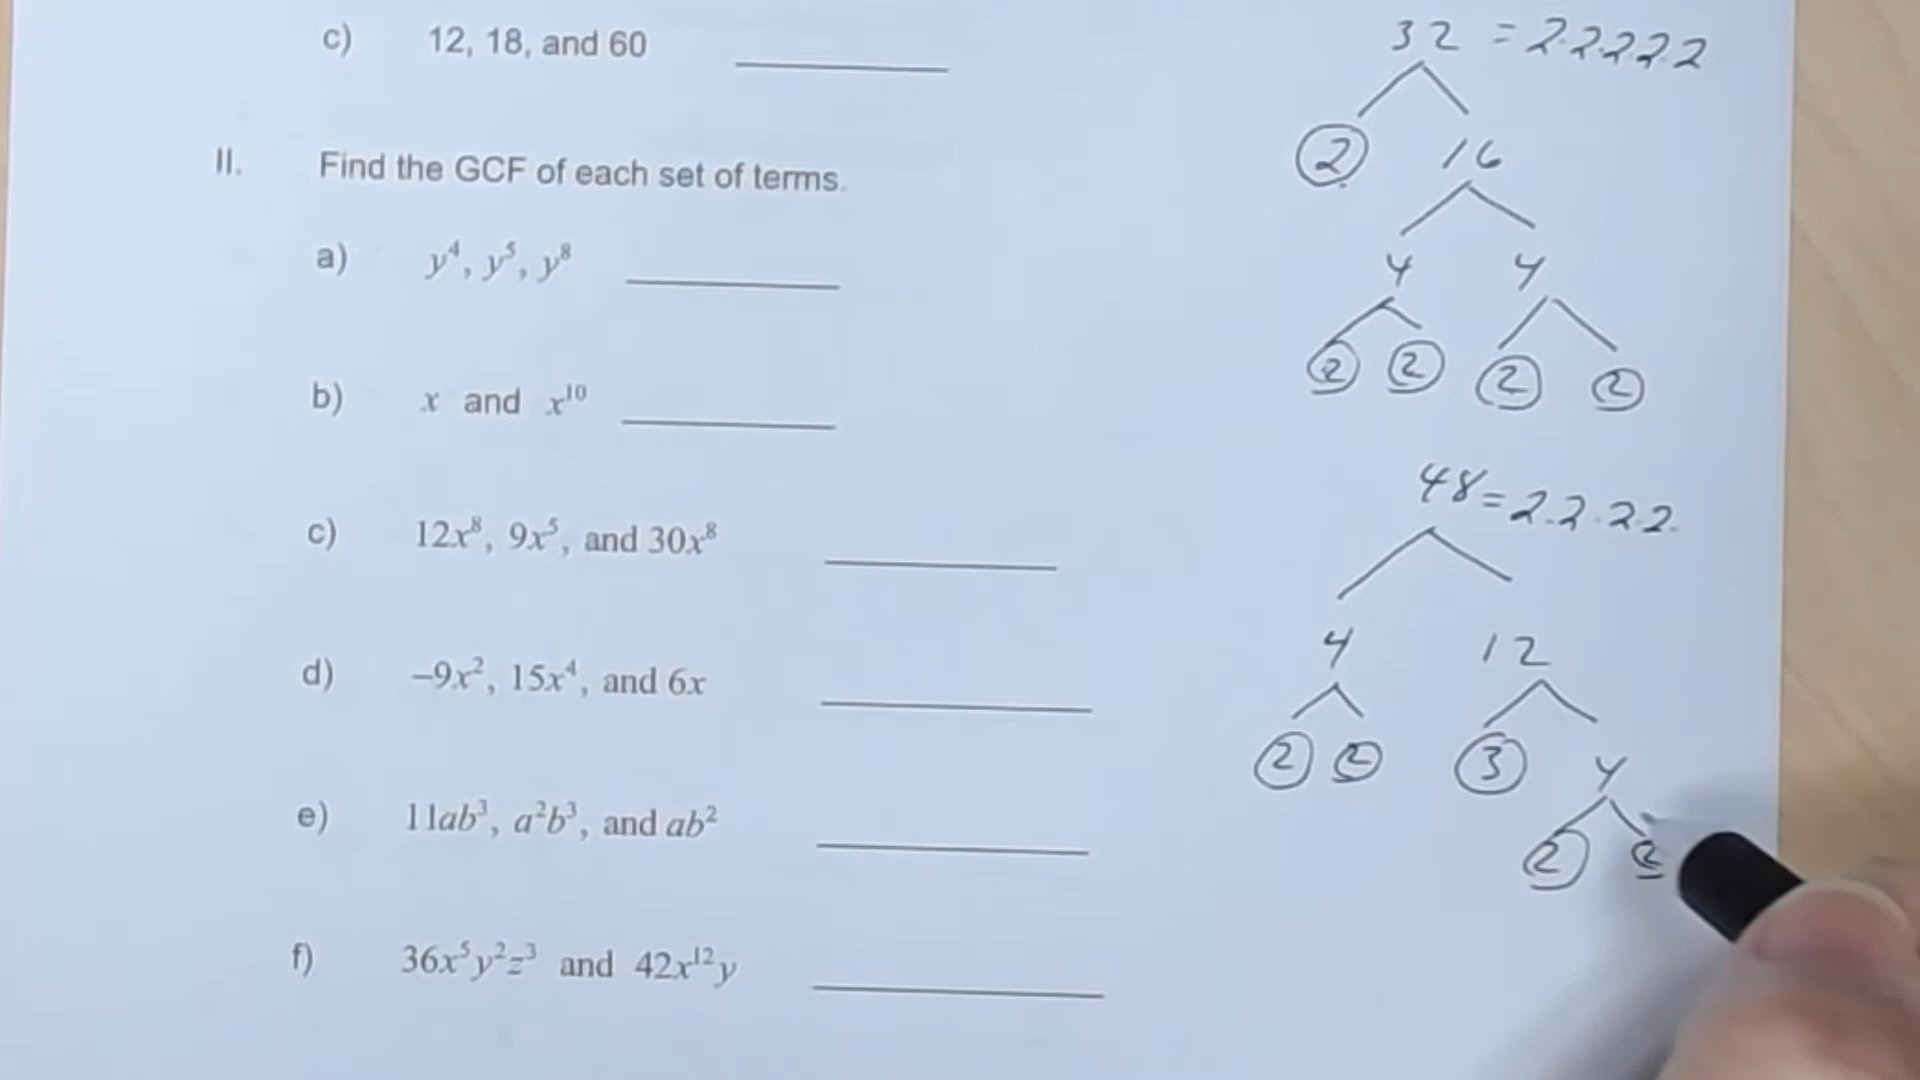 c) 12, 18, and 60
II. Find the GCF of each set of terms.
a) y⁴, y⁵, y⁸
b) x and x¹⁰
c) 12x⁸, 9x⁵, and 30x⁸
d) –9x², 15x⁴, and 6x
e) 11ab³, a²b³, and ab²
f) 36x⁵y²z³ and 42x¹²y
32 = 2·2·2·2·2
2 16
4 4
2 2 2 2
48 = 2·2·2·2·
4 12
2 2 3 4
2 2